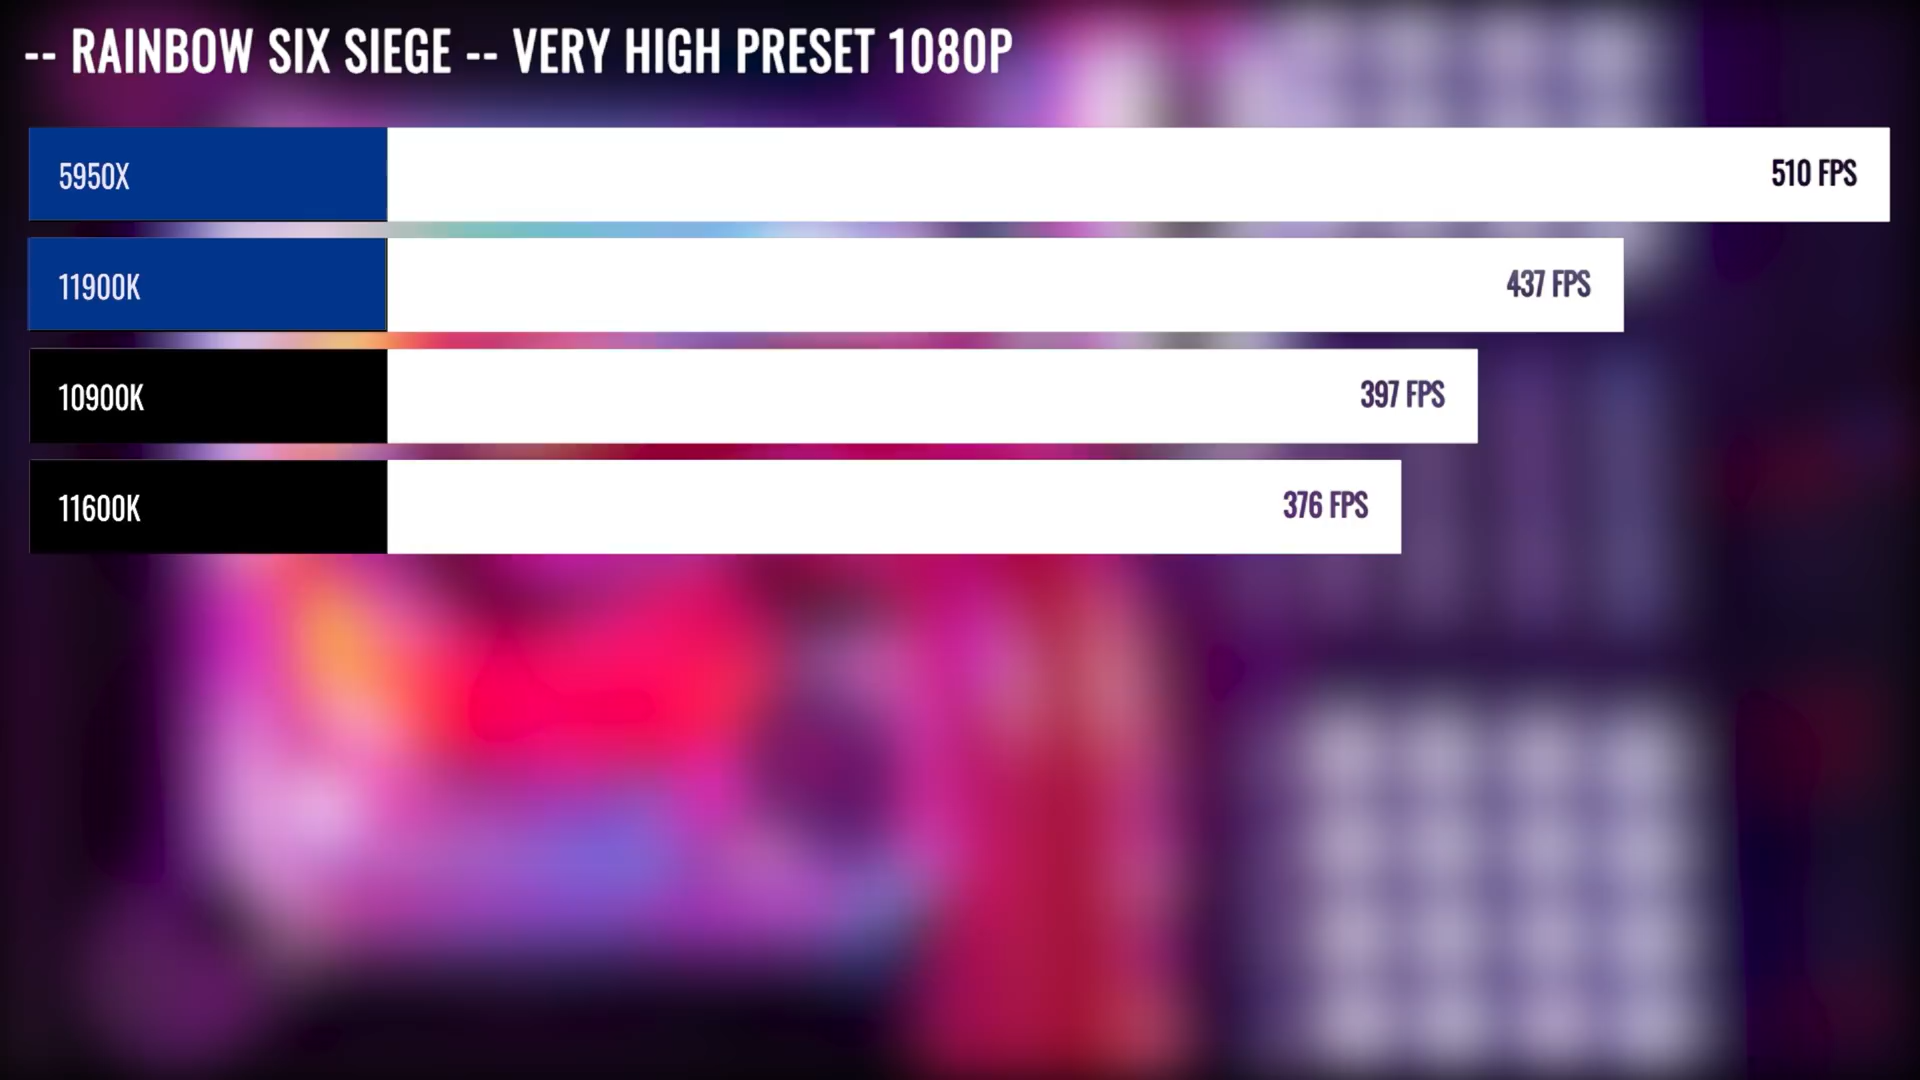 -- RAINBOW SIX SIEGE -- VERY HIGH PRESET 1080P
5950X 510 FPS
11900K 437 FPS
10900K 397 FPS
11600K 376 FPS